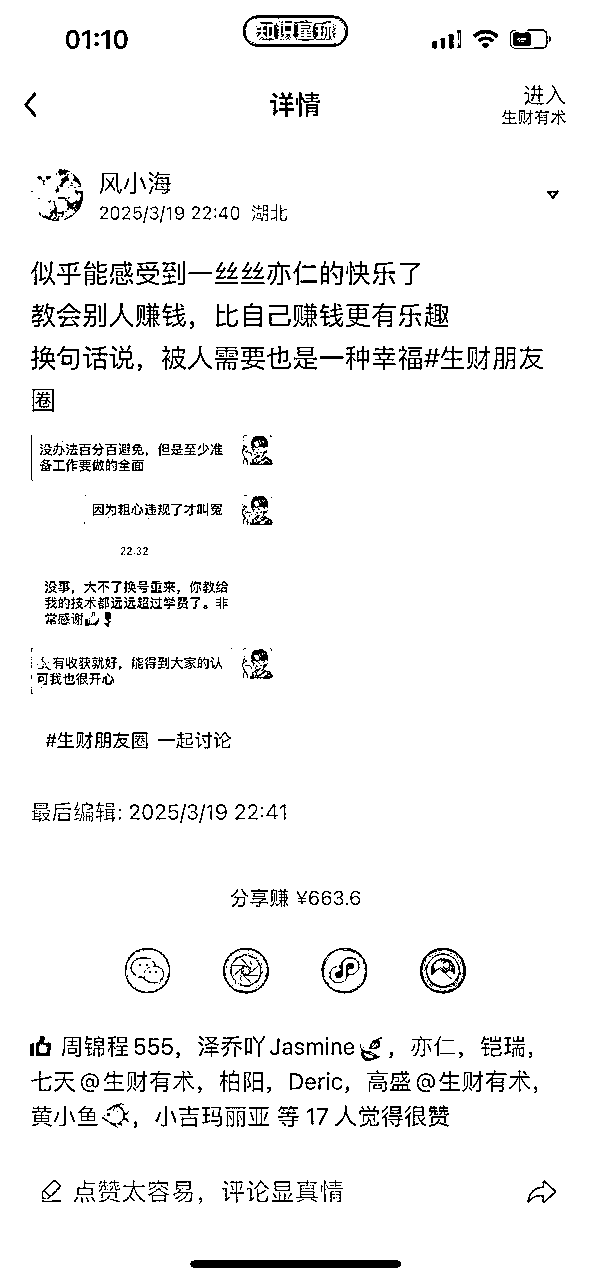 01:10
知识星球
详情
进入
生财有术
风小海
2025/3/19 22:40 湖北
似乎能感受到一丝丝亦仁的快乐了
教会别人赚钱，比自己赚钱更有乐趣
换句话说，被人需要也是一种幸福#生财朋友
圈
没办法百分百避免，但是至少准
备工作要做的全面
因为粗心违规了才叫冤
22:32
没事，大不了换号重来，你教给
我的技术都远远超过学费了。非
常感谢👍🌹
有收获就好，能得到大家的认
可我也很开心
#生财朋友圈 一起讨论
最后编辑: 2025/3/19 22:41
分享赚 ¥663.6
周锦程555，泽乔吖Jasmine🌿，亦仁，铠瑞，
七天@生财有术，柏阳，Deric，高盛@生财有术，
黄小鱼🐡，小吉玛丽亚 等 17 人觉得很赞
点赞太容易，评论显真情